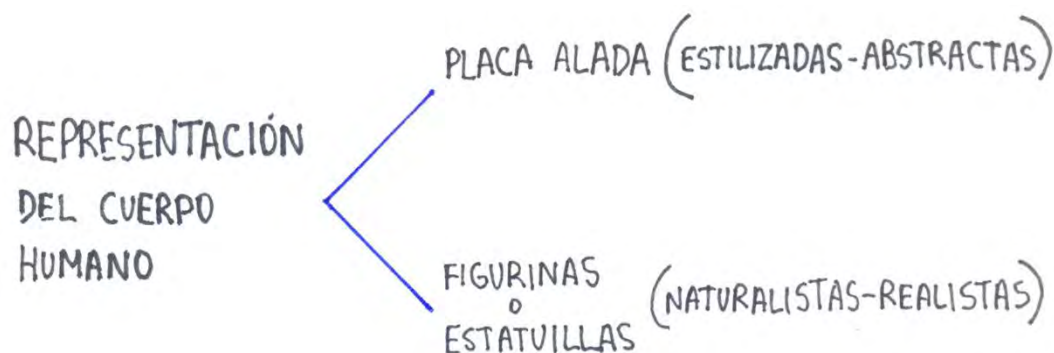 REPRESENTACIÓN
DEL CUERPO
HUMANO
PLACA ALADA (ESTILIZADAS-ABSTRACTAS)
FIGURINAS
O
ESTATUILLAS
(NATURALISTAS-REALISTAS)